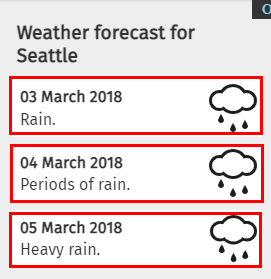 Weather forecast for
Seattle
03 March 2018
Rain.
04 March 2018
Periods of rain.
05 March 2018
Heavy rain.